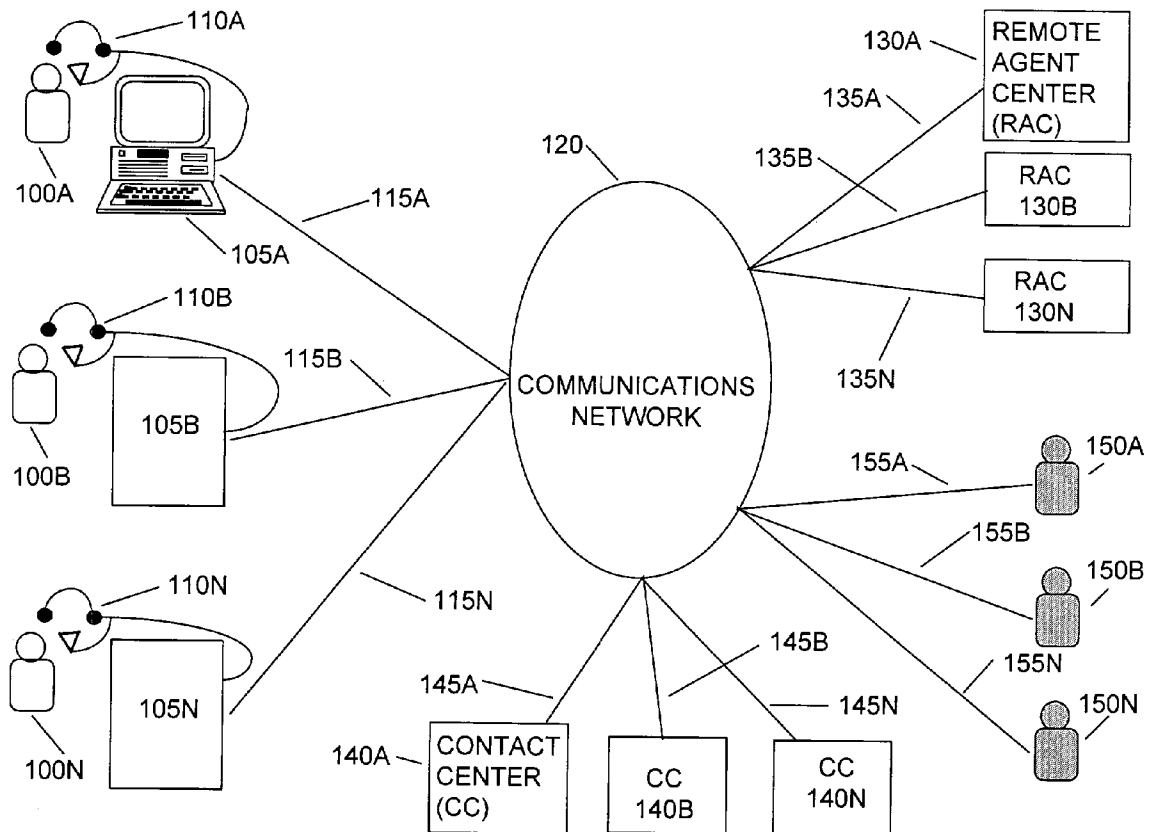 110A
100A
105A
115A
110B
115B
105B
100B
110N
115N
105N
100N
120
COMMUNICATIONS
NETWORK
130A
REMOTE
AGENT
CENTER
(RAC)
135A
135B
RAC
130B
RAC
130N
135N
155A
150A
155B
150B
155N
150N
145A
145B
145N
140A
CONTACT
CENTER
(CC)
CC
140B
CC
140N